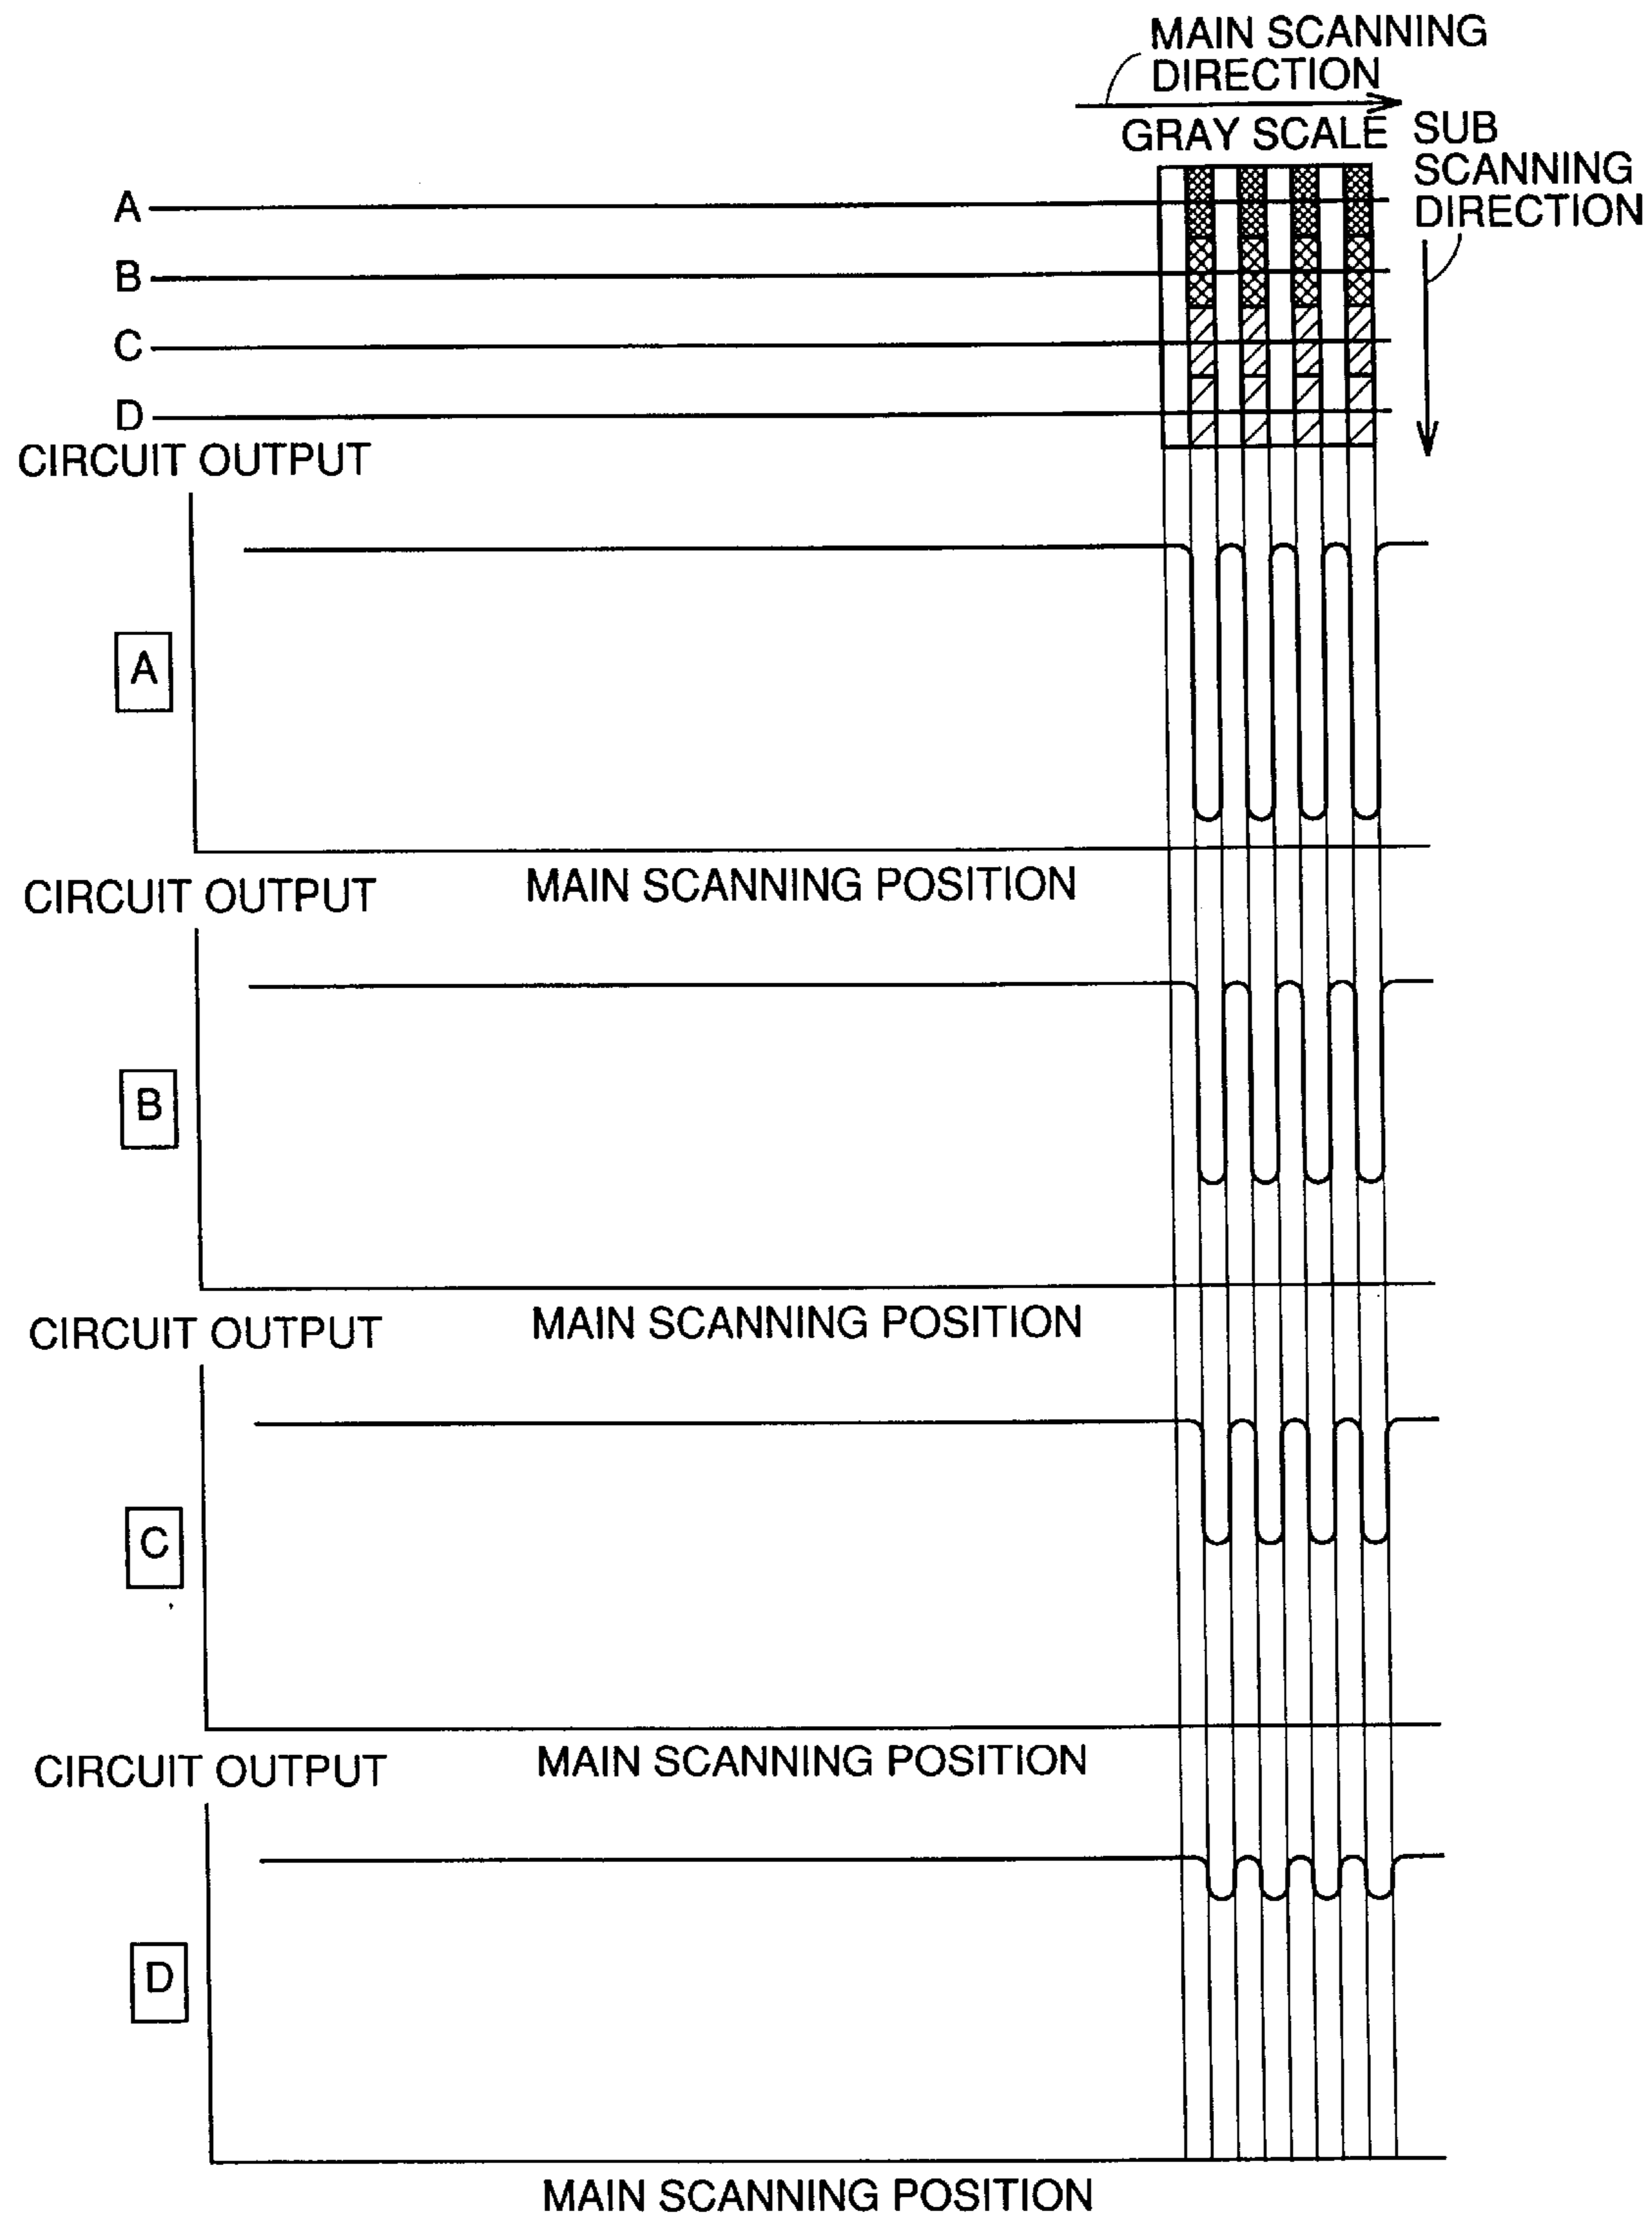 MAIN SCANNING
DIRECTION
GRAY SCALE
SUB
SCANNING
DIRECTION
A
B
C
D
CIRCUIT OUTPUT
A
MAIN SCANNING POSITION
CIRCUIT OUTPUT
B
MAIN SCANNING POSITION
CIRCUIT OUTPUT
C
MAIN SCANNING POSITION
CIRCUIT OUTPUT
D
MAIN SCANNING POSITION